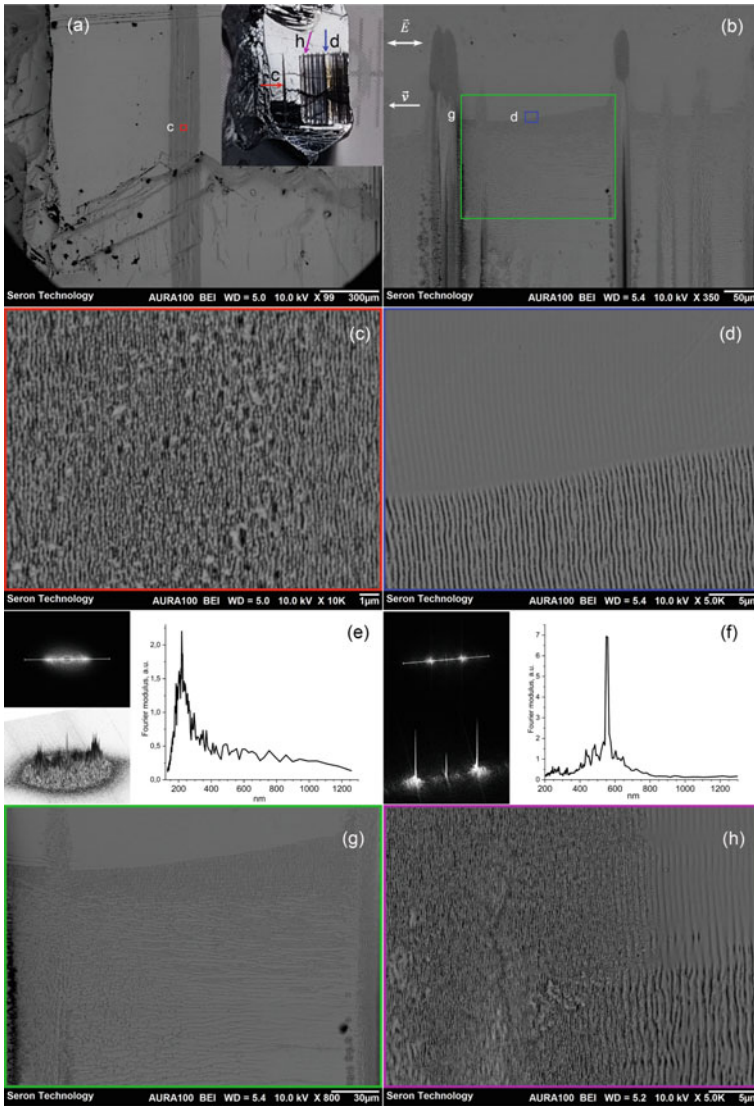 (a)
h
d
c
c
Seron Technology AURA100 BEI WD = 5.0 10.0 kV X 99 300µm
(b)
E
v
g
d
Seron Technology AURA100 BEI WD = 5.4 10.0 kV X 350 50µm
(c)
Seron Technology AURA100 BEI WD = 5.0 10.0 kV X 10K 1µm
(d)
Seron Technology AURA100 BEI WD = 5.4 10.0 kV X 5.0K 5µm
(e)
Fourier modulus, a.u.
2,0
1,5
1,0
0,5
0,0
200 400 600 800 1000 1200
nm
(f)
Fourier modulus, a.u.
7
6
5
4
3
2
1
0
200 400 600 800 1000 1200
nm
(g)
Seron Technology AURA100 BEI WD = 5.4 10.0 kV X 800 30µm
(h)
Seron Technology AURA100 BEI WD = 5.2 10.0 kV X 5.0K 5µm